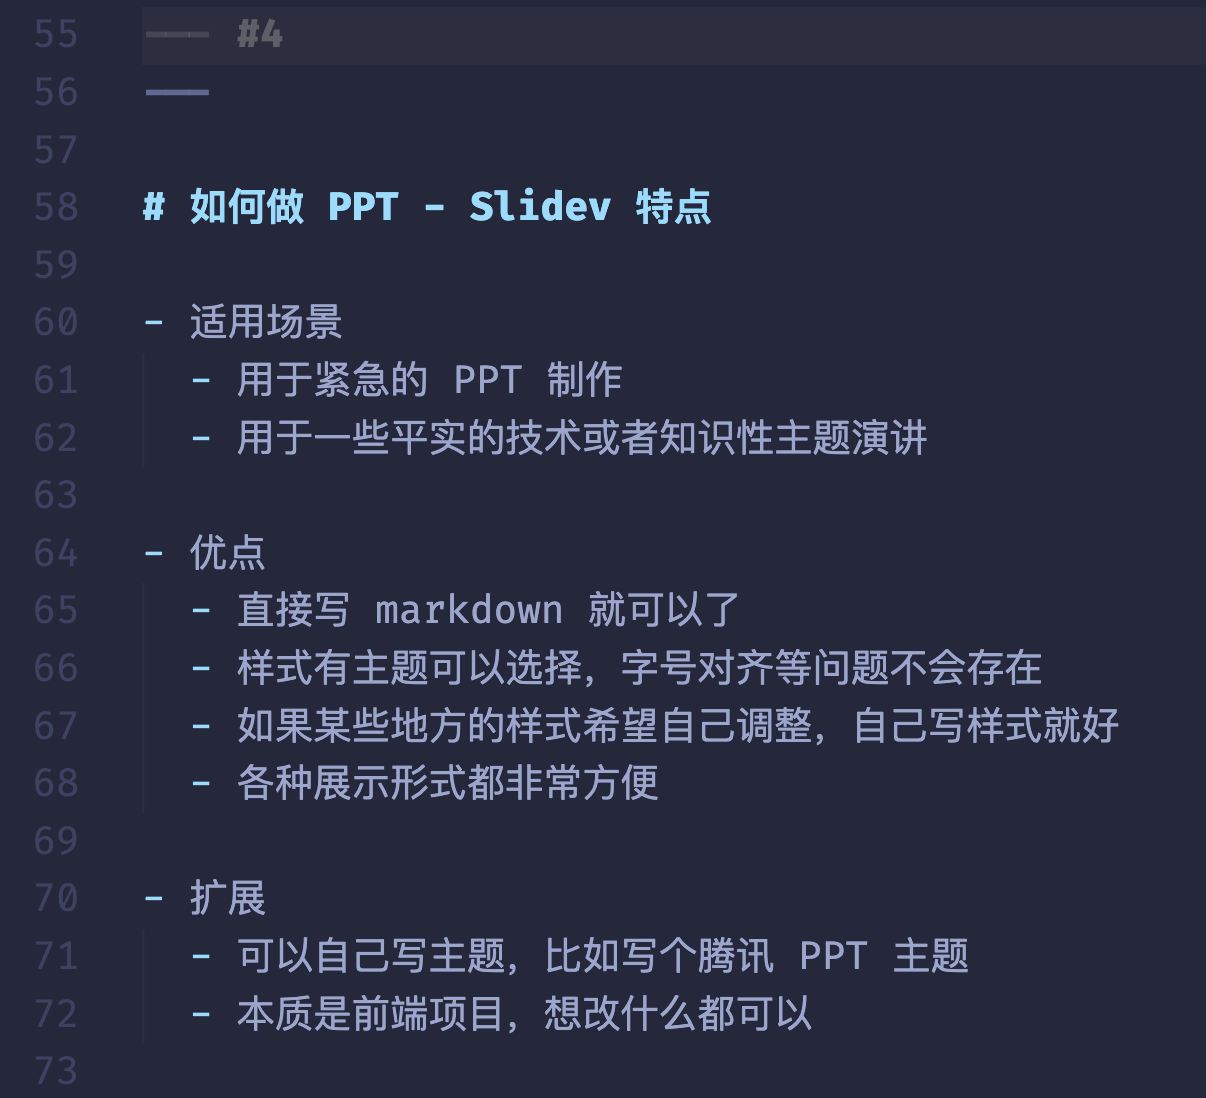 55 --- #4
56 ---
57
58 # 如何做 PPT - Slidev 特点
59
60 - 适用场景
61   - 用于紧急的 PPT 制作
62   - 用于一些平实的技术或者知识性主题演讲
63
64 - 优点
65   - 直接写 markdown 就可以了
66   - 样式有主题可以选择，字号对齐等问题不会存在
67   - 如果某些地方的样式希望自己调整，自己写样式就好
68   - 各种展示形式都非常方便
69
70 - 扩展
71   - 可以自己写主题，比如写个腾讯 PPT 主题
72   - 本质是前端项目，想改什么都可以
73